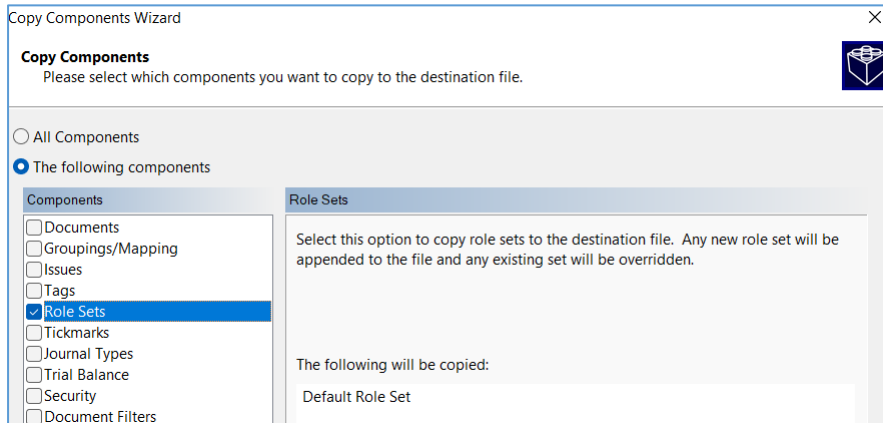 Copy Components Wizard
Copy Components
Please select which components you want to copy to the destination file.
All Components
The following components
Components
Documents
Groupings/Mapping
Issues
Tags
Role Sets
Tickmarks
Journal Types
Trial Balance
Security
Document Filters
Role Sets
Select this option to copy role sets to the destination file. Any new role set will be
appended to the file and any existing set will be overridden.
The following will be copied:
Default Role Set